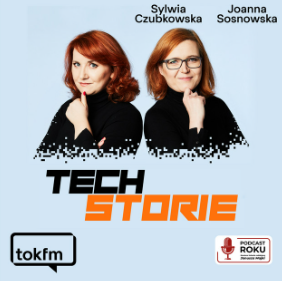 Sylwia
Czubkowska
Joanna
Sosnowska
TECH
STORIE
tokfm
PODCAST
ROKU